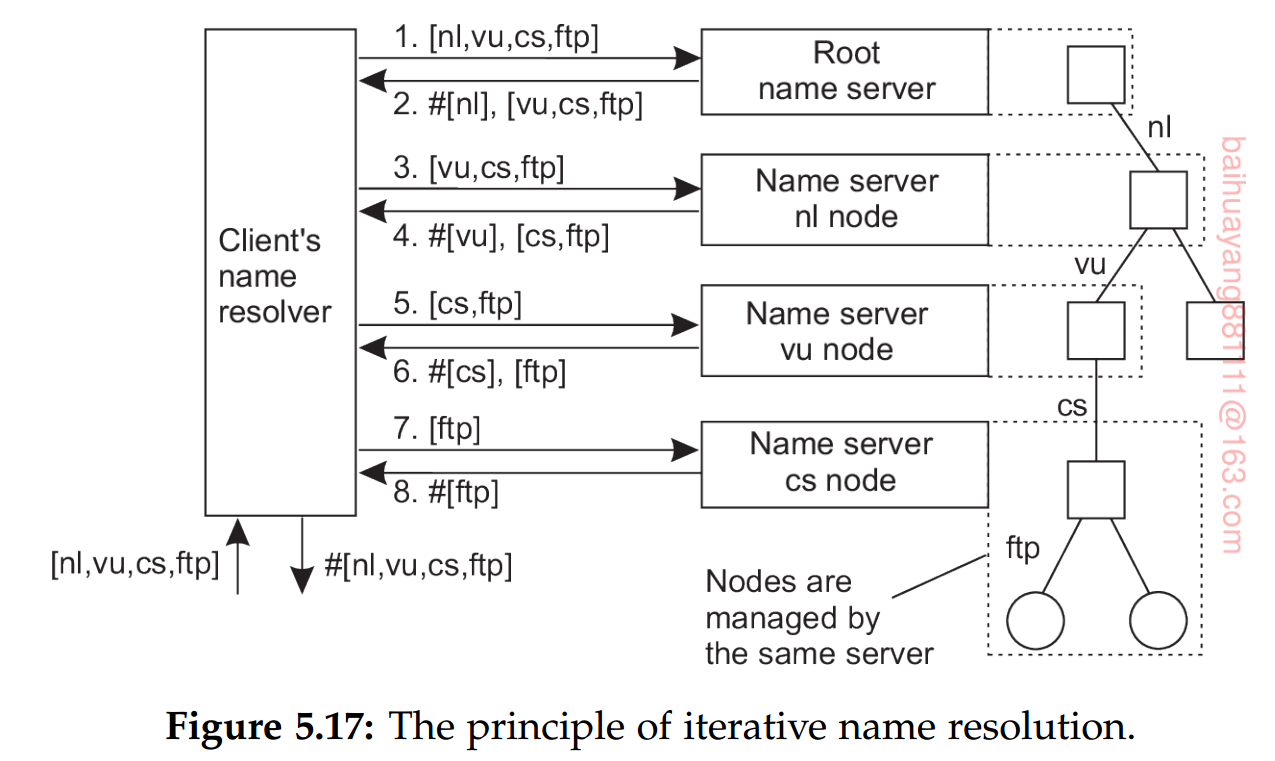 1. [nl,vu,cs,ftp]
2. #[nl], [vu,cs,ftp]
3. [vu,cs,ftp]
4. #[vu], [cs,ftp]
5. [cs,ftp]
6. #[cs], [ftp]
7. [ftp]
8. #[ftp]
Client's
name
resolver
[nl,vu,cs,ftp]
#[nl,vu,cs,ftp]
Root
name server
Name server
nl node
Name server
vu node
Name server
cs node
nl
vu
cs
ftp
Nodes are
managed by
the same server
baihuayang881111@163.com
Figure 5.17: The principle of iterative name resolution.